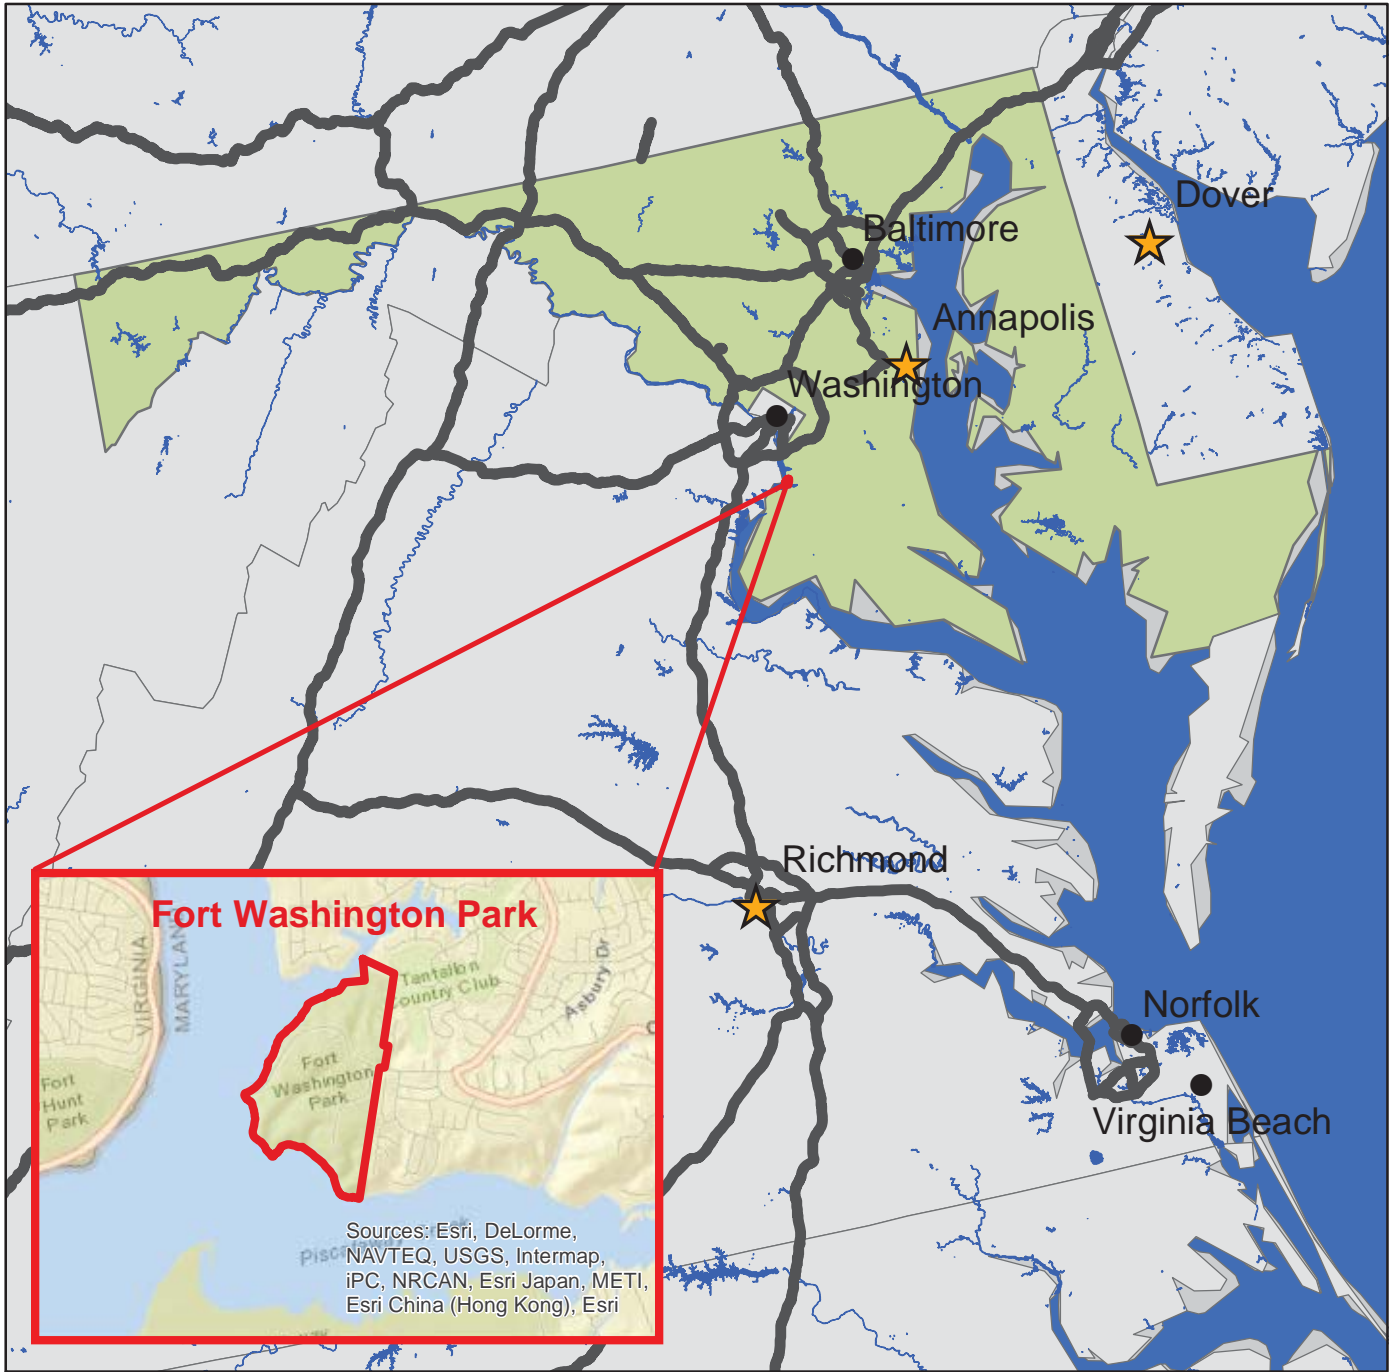 Dover
Baltimore
Annapolis
Washington
Richmond
Norfolk
Virginia Beach
Fort Washington Park
VIRGINIA
MARYLAND
Tantallon
Country Club
Asbury Dr
Fort
Washington
Park
Fort
Hunt
Park
Piscataway Creek
Sources: Esri, DeLorme,
NAVTEQ, USGS, Intermap,
iPC, NRCAN, Esri Japan, METI,
Esri China (Hong Kong), Esri